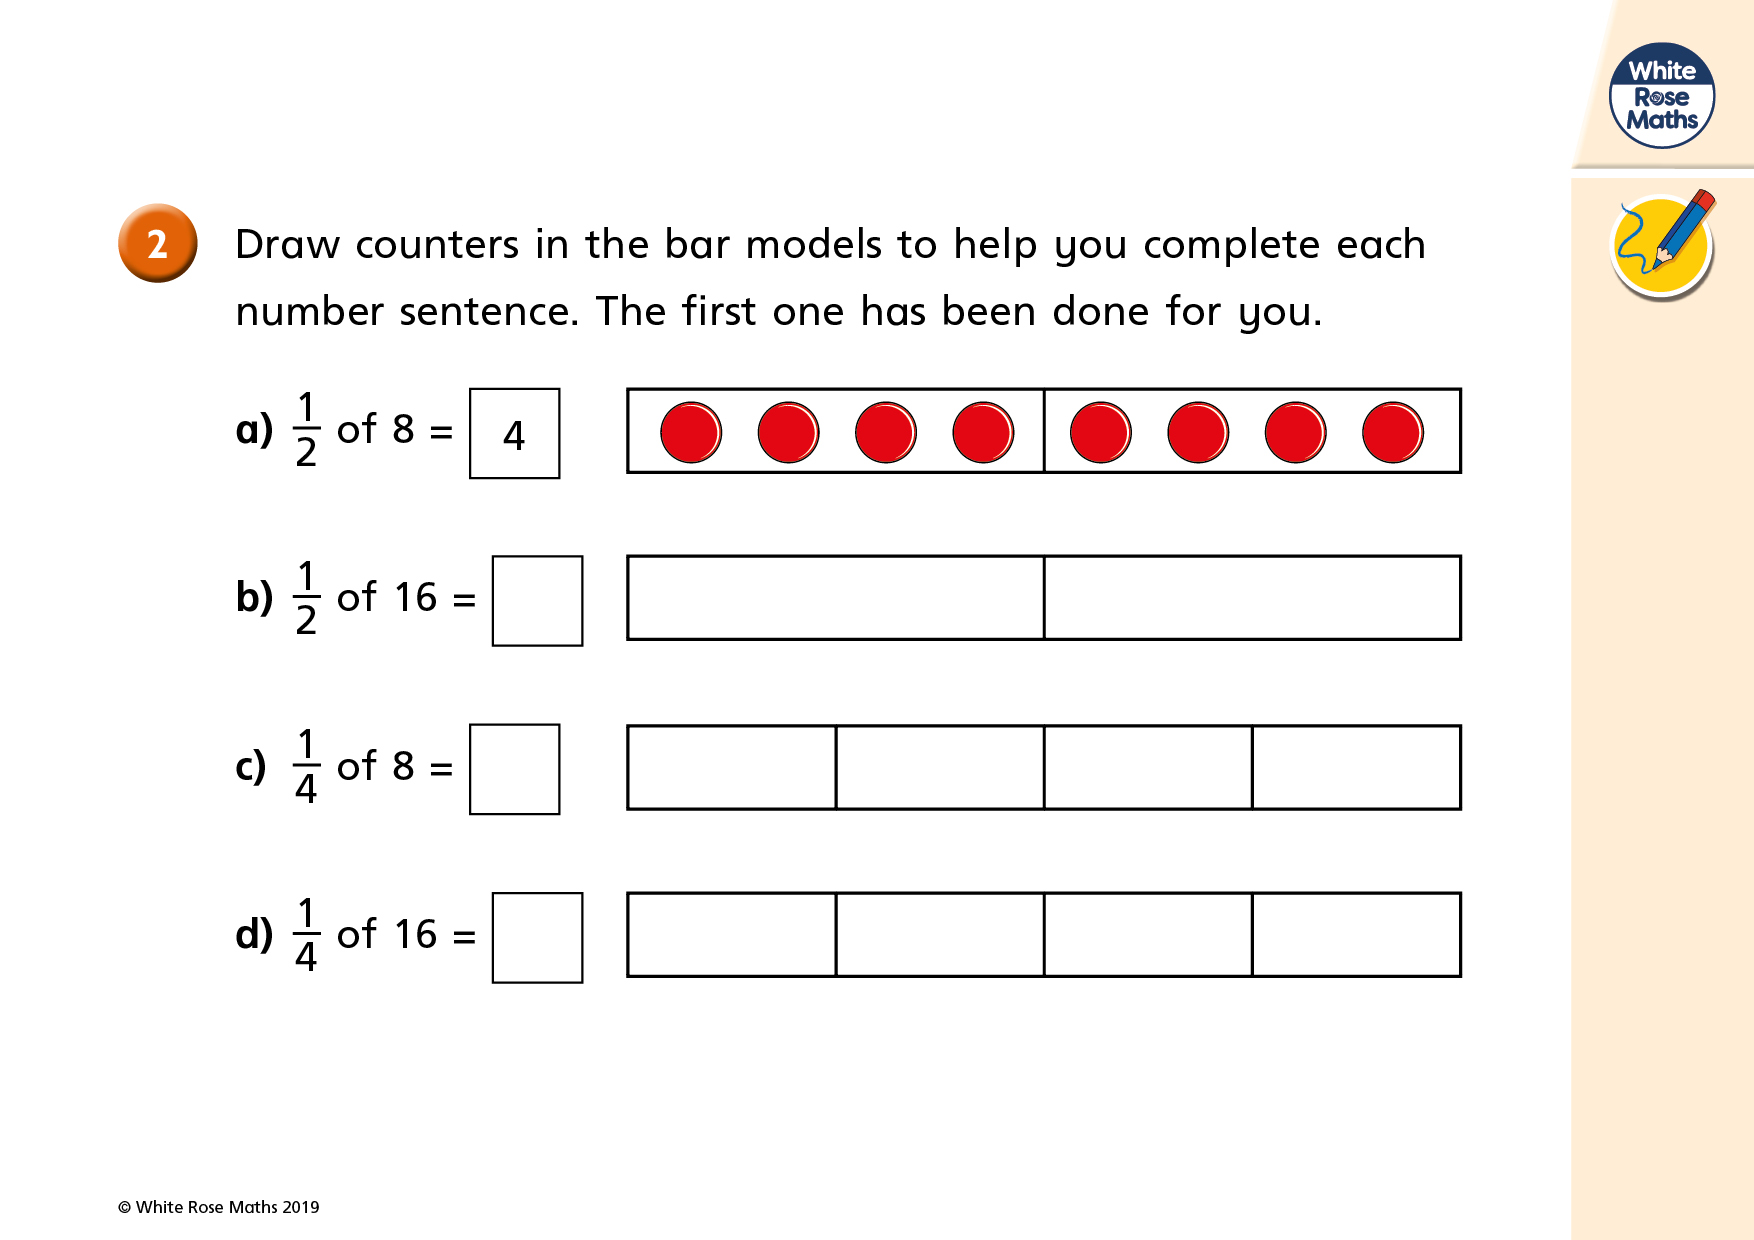 White
Rose
Maths
2 Draw counters in the bar models to help you complete each
number sentence. The first one has been done for you.
a) 1/2 of 8 = 4
b) 1/2 of 16 =
c) 1/4 of 8 =
d) 1/4 of 16 =
© White Rose Maths 2019